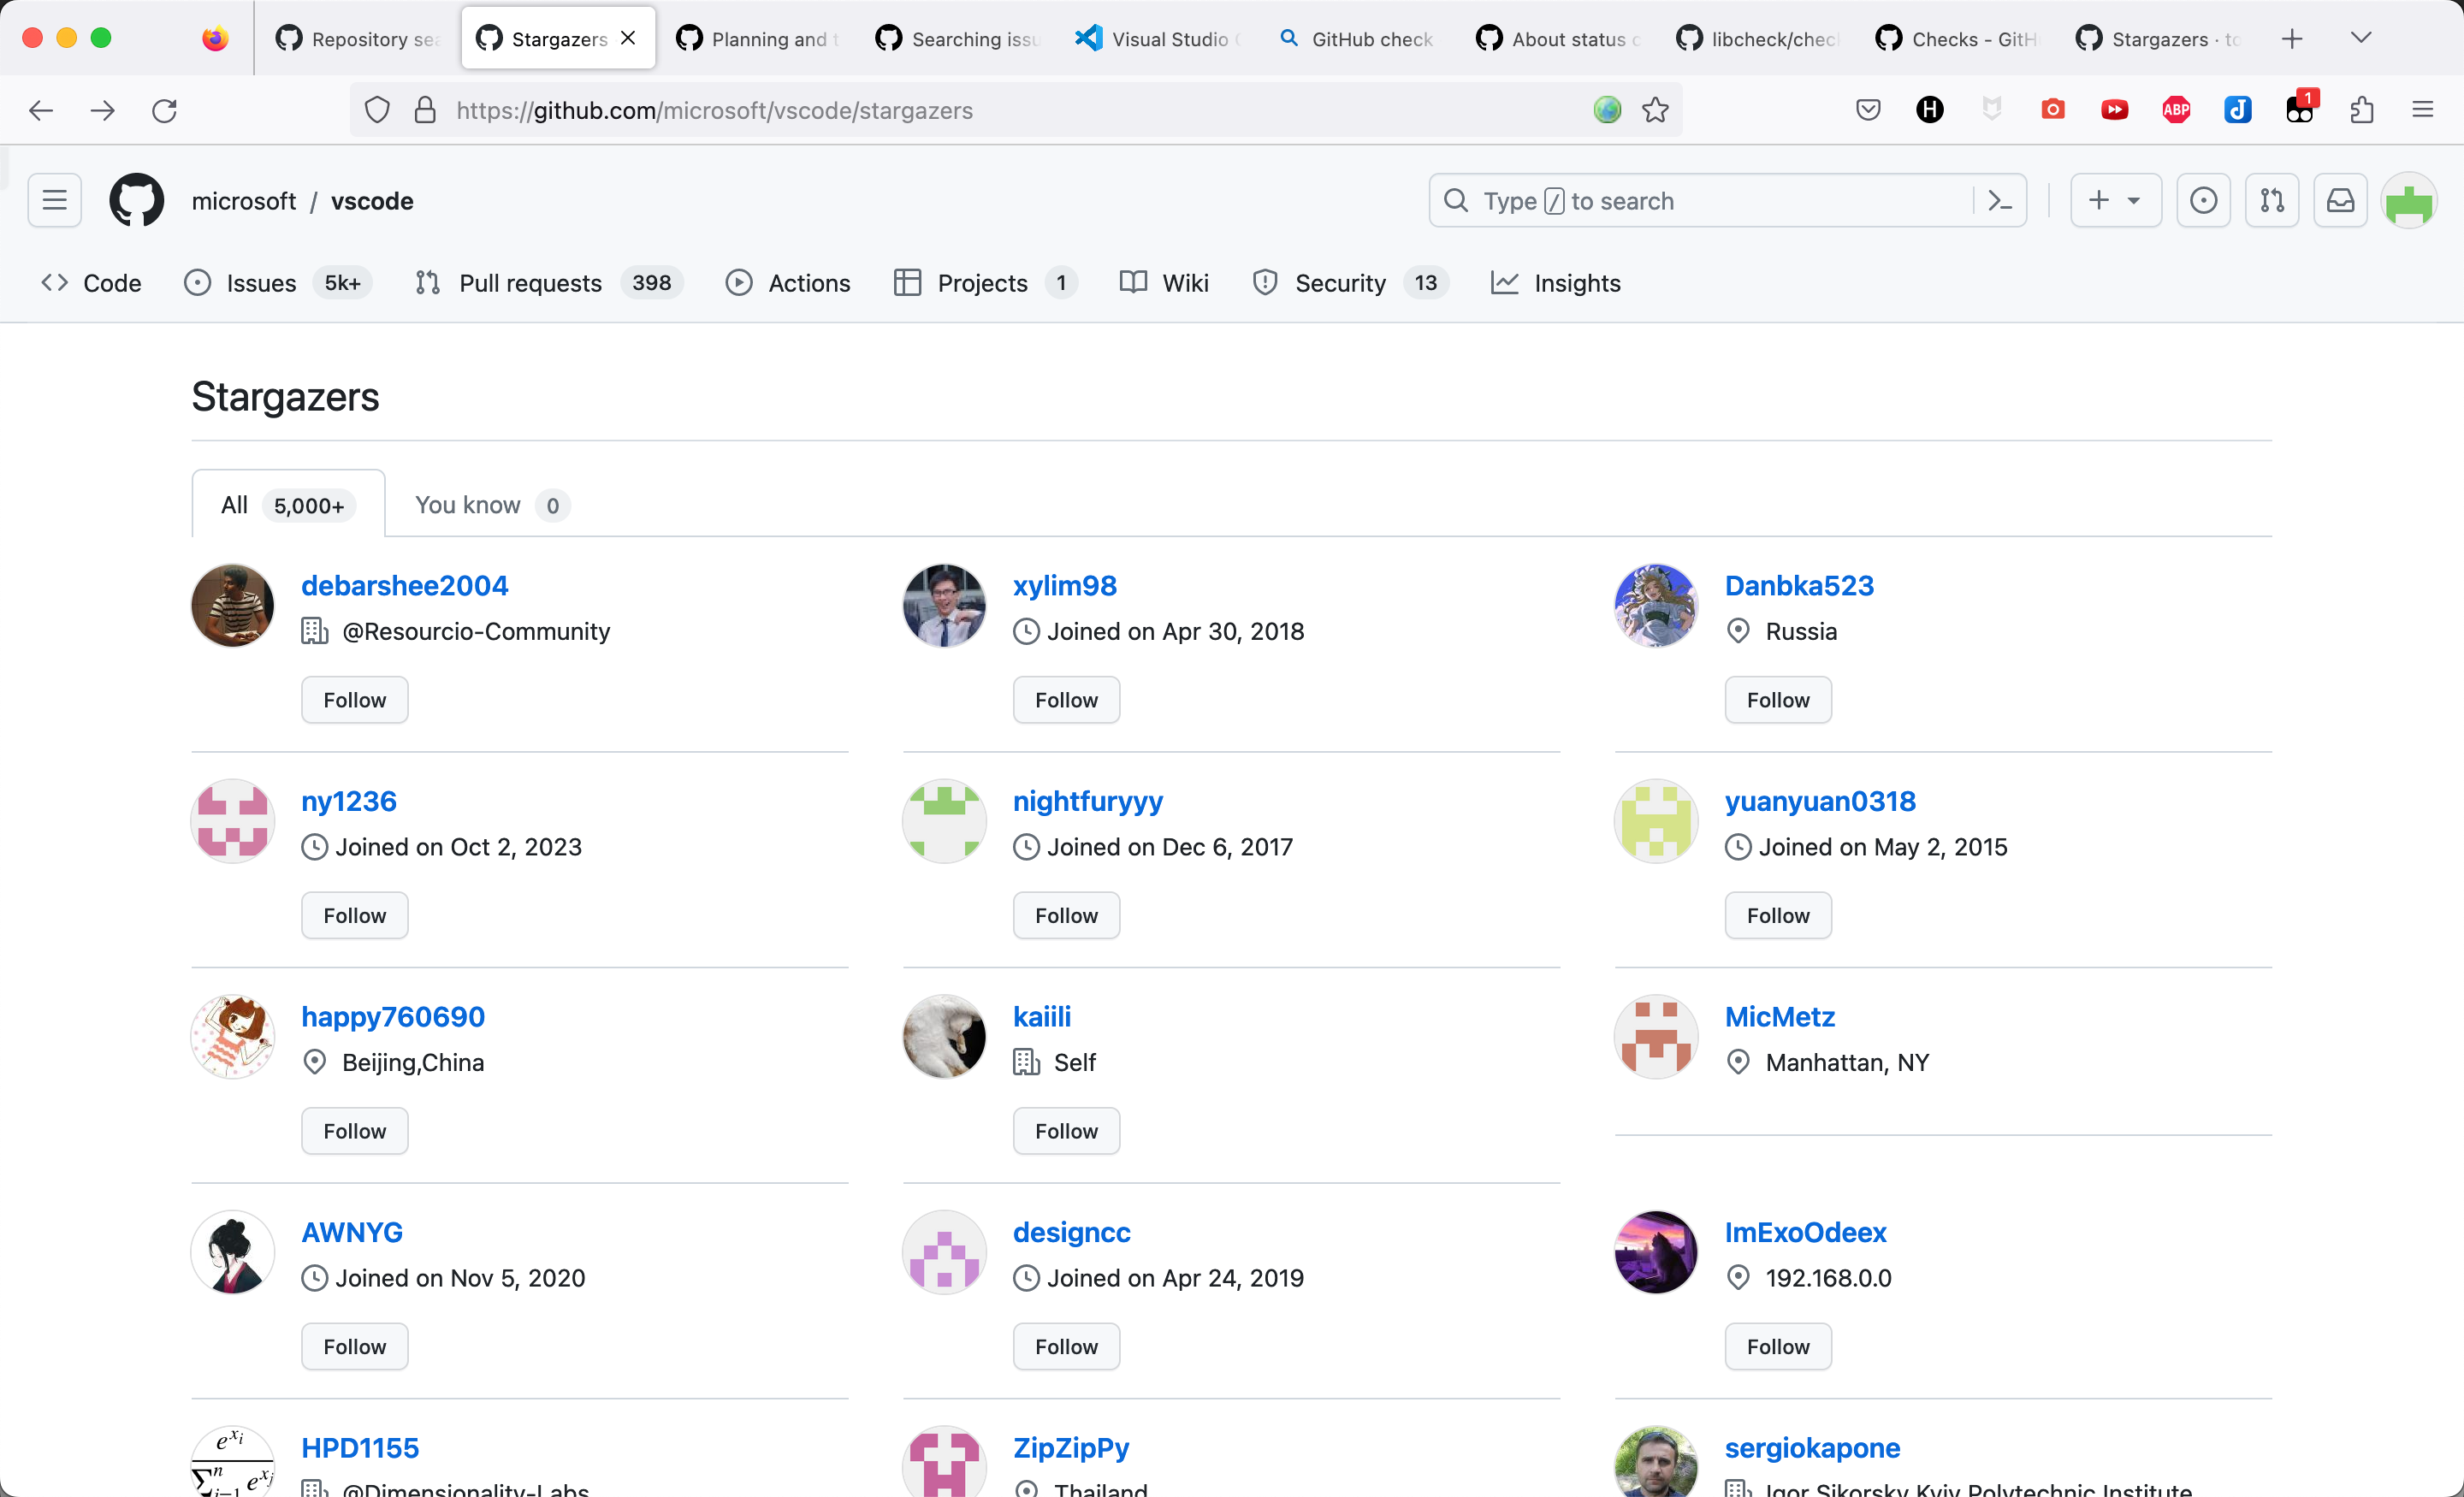 Repository sea
Stargazers
Planning and t
Searching issu
Visual Studio C
GitHub check
About status c
libcheck/chec
Checks - GitH
Stargazers · to
https://github.com/microsoft/vscode/stargazers
ABP
1
microsoft / vscode
Type / to search
Code
Issues 5k+
Pull requests 398
Actions
Projects 1
Wiki
Security 13
Insights
Stargazers
All 5,000+
You know 0
debarshee2004
@Resourcio-Community
Follow
xylim98
Joined on Apr 30, 2018
Follow
Danbka523
Russia
Follow
ny1236
Joined on Oct 2, 2023
Follow
nightfuryyy
Joined on Dec 6, 2017
Follow
yuanyuan0318
Joined on May 2, 2015
Follow
happy760690
Beijing,China
Follow
kaiili
Self
Follow
MicMetz
Manhattan, NY
AWNYG
Joined on Nov 5, 2020
Follow
designcc
Joined on Apr 24, 2019
Follow
ImExoOdeex
192.168.0.0
Follow
HPD1155
@Dimensionality-Labs
ZipZipPy
Thailand
sergiokapone
Igor Sikorsky Kyiv Polytechnic Institute